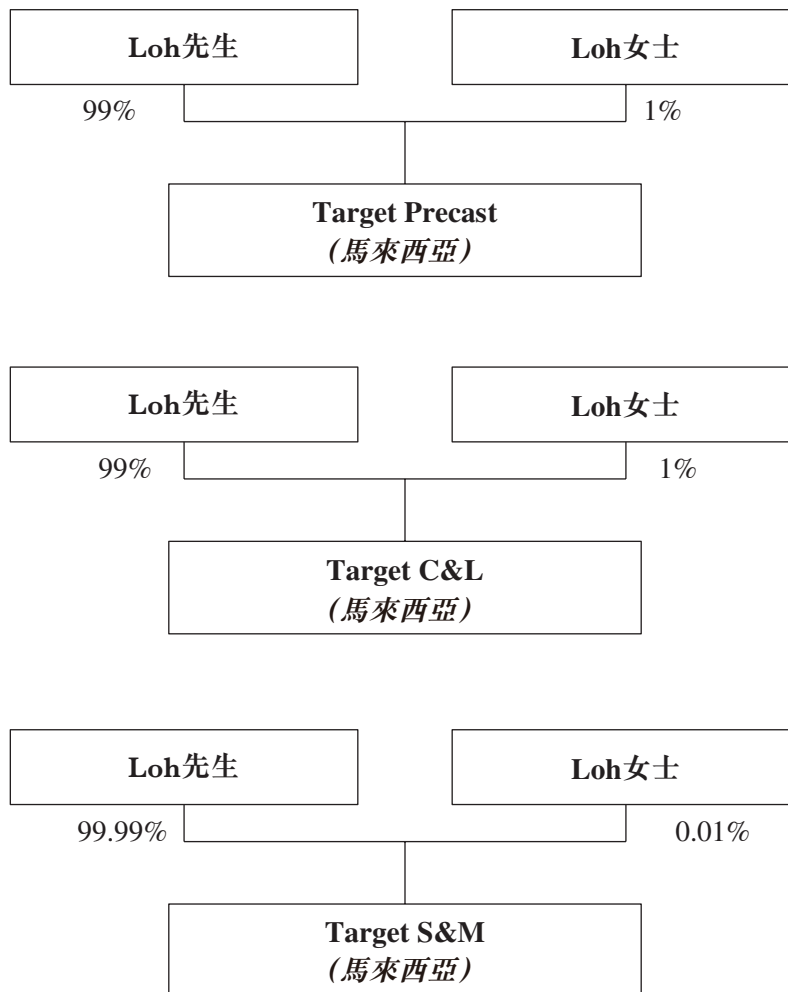 Loh先生
Loh女士
99%
1%
Target Precast
(馬來西亞)
Loh先生
Loh女士
99%
1%
Target C&L
(馬來西亞)
Loh先生
Loh女士
99.99%
0.01%
Target S&M
(馬來西亞)